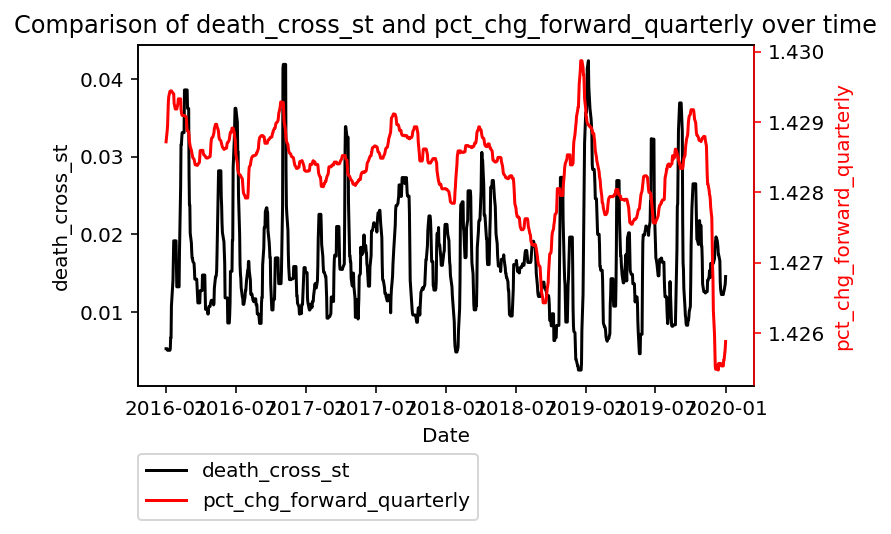 Comparison of death_cross_st and pct_chg_forward_quarterly over time
0.04
0.03
0.02
0.01
death_cross_st
1.430
1.429
1.428
1.427
1.426
pct_chg_forward_quarterly
2016-01 2016-07 2017-01 2017-07 2018-01 2018-07 2019-01 2019-07 2020-01
Date
death_cross_st
pct_chg_forward_quarterly